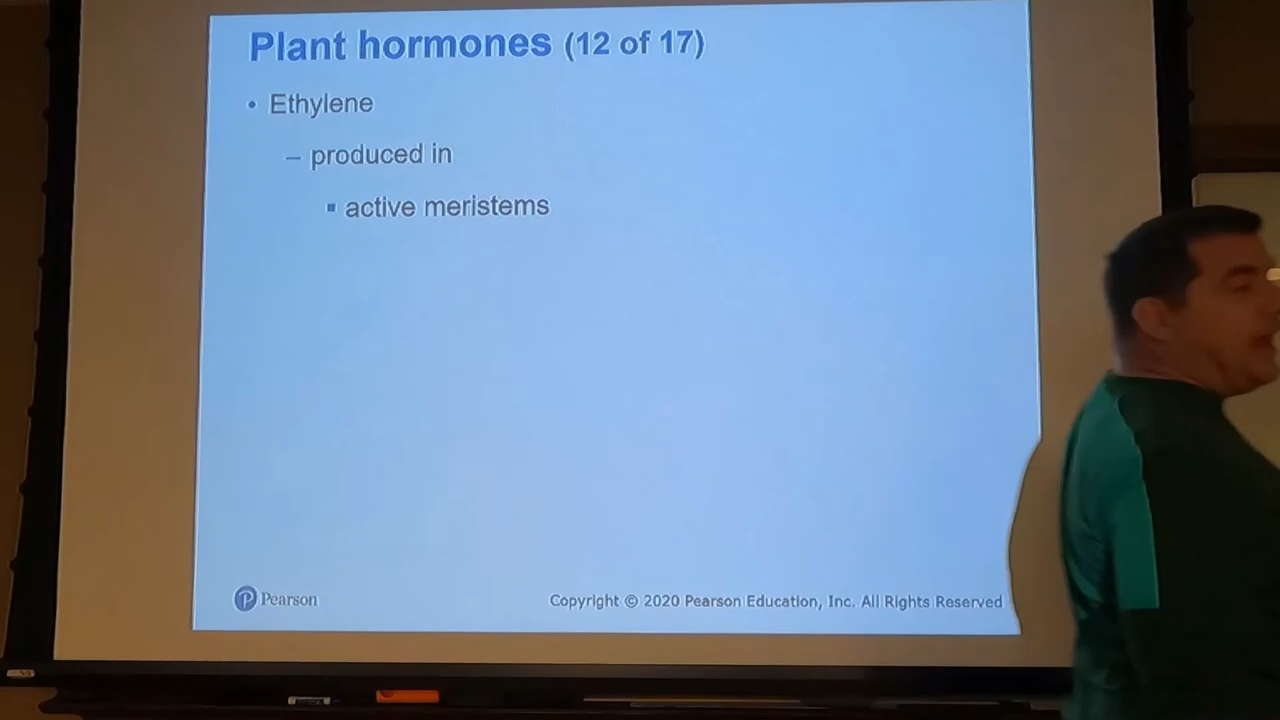 Plant hormones (12 of 17)
• Ethylene
– produced in
▪ active meristems
P Pearson
Copyright © 2020 Pearson Education, Inc. All Rights Reserved